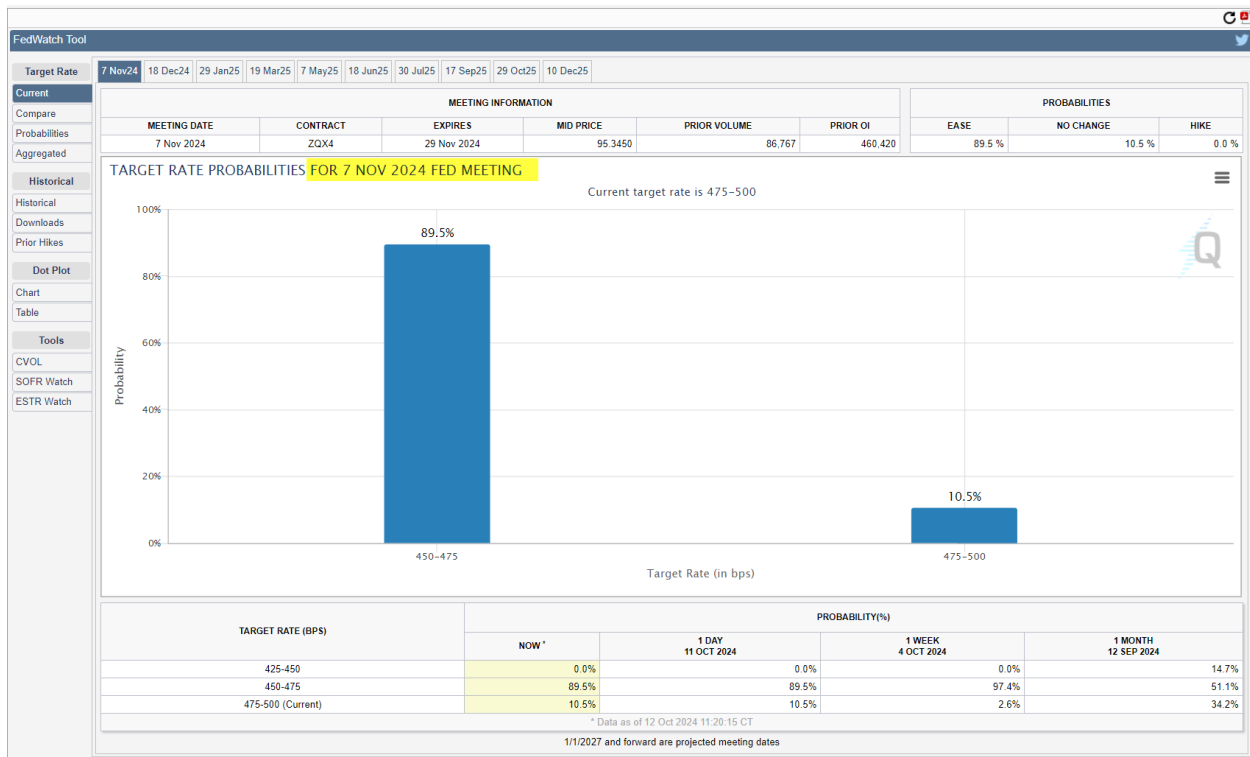 FedWatch Tool
Target Rate
Current
Compare
Probabilities
Aggregated
Historical
Historical
Downloads
Prior Hikes
Dot Plot
Chart
Table
Tools
CVOL
SOFR Watch
ESTR Watch
7 Nov24 18 Dec24 29 Jan25 19 Mar25 7 May25 18 Jun25 30 Jul25 17 Sep25 29 Oct25 10 Dec25
MEETING INFORMATION PROBABILITIES
MEETING DATE CONTRACT EXPIRES MID PRICE PRIOR VOLUME PRIOR OI EASE NO CHANGE HIKE
7 Nov 2024 ZQX4 29 Nov 2024 95.3450 86,767 460,420 89.5 % 10.5 % 0.0 %
TARGET RATE PROBABILITIES FOR 7 NOV 2024 FED MEETING
Current target rate is 475-500
100%
80%
60%
40%
20%
0%
Probability
89.5%
10.5%
Q
450-475 475-500
Target Rate (in bps)
TARGET RATE (BPS) PROBABILITY(%)
NOW * 1 DAY 1 WEEK 1 MONTH
11 OCT 2024 4 OCT 2024 12 SEP 2024
425-450 0.0% 0.0% 0.0% 14.7%
450-475 89.5% 89.5% 97.4% 51.1%
475-500 (Current) 10.5% 10.5% 2.6% 34.2%
* Data as of 12 Oct 2024 11:20:15 CT
1/1/2027 and forward are projected meeting dates